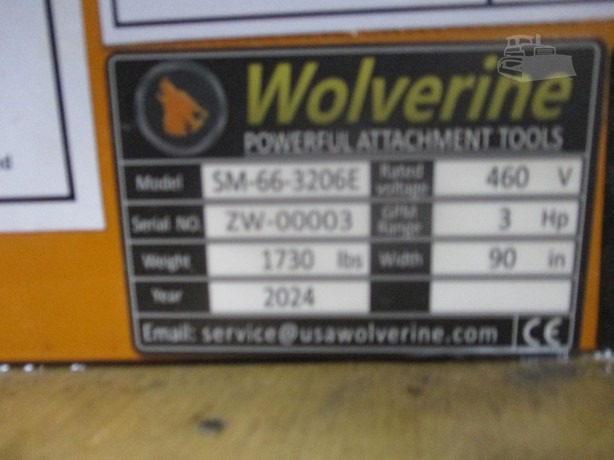 Wolverine
POWERFUL ATTACHMENT TOOLS
Model SM-66-3206E Rated voltage 460 V
Serial NO. ZW-00003 GPM Range 3 Hp
Weight 1730 lbs Width 90 in
Year 2024
Email: service@usawolverine.com CE